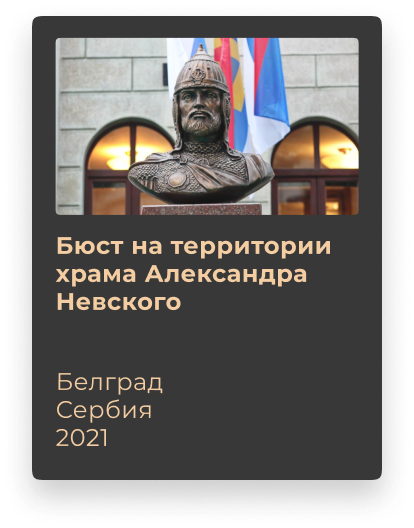 Бюст на территории
храма Александра
Невского
Белград
Сербия
2021